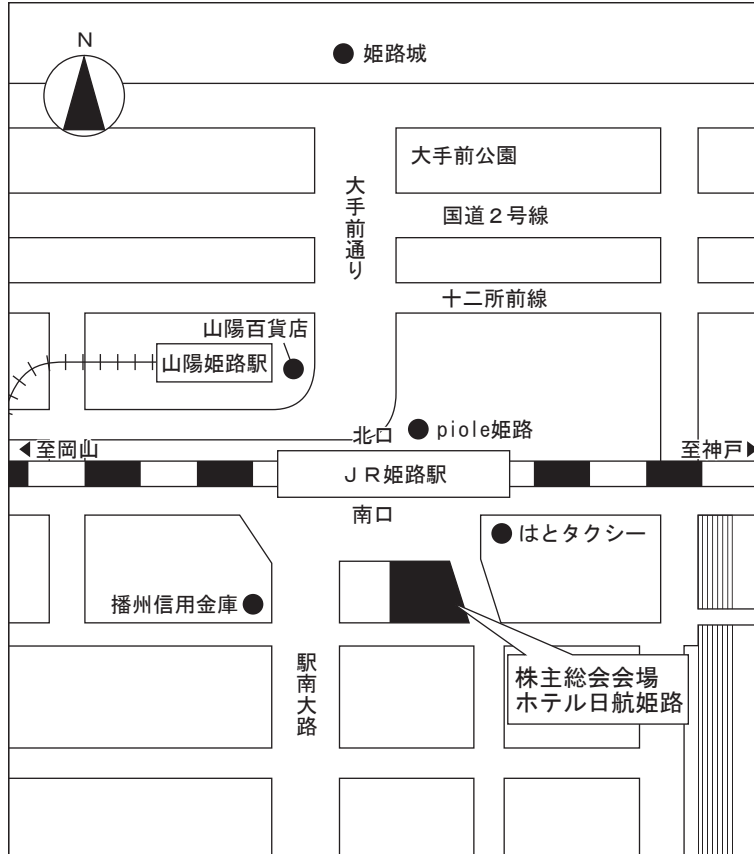 N
姫路城
大手前公園
大手前通り
国道２号線
十二所前線
山陽百貨店
山陽姫路駅
北口
piole姫路
至岡山
至神戸
ＪＲ姫路駅
南口
はとタクシー
播州信用金庫
駅南大路
株主総会会場
ホテル日航姫路